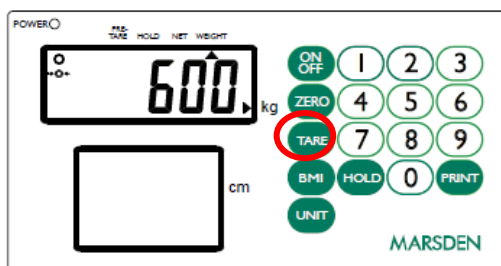 POWER
PRE-TARE HOLD NET WEIGHT
600 kg
cm
ON OFF 1 2 3
ZERO 4 5 6
TARE 7 8 9
BMI HOLD 0 PRINT
UNIT
MARSDEN